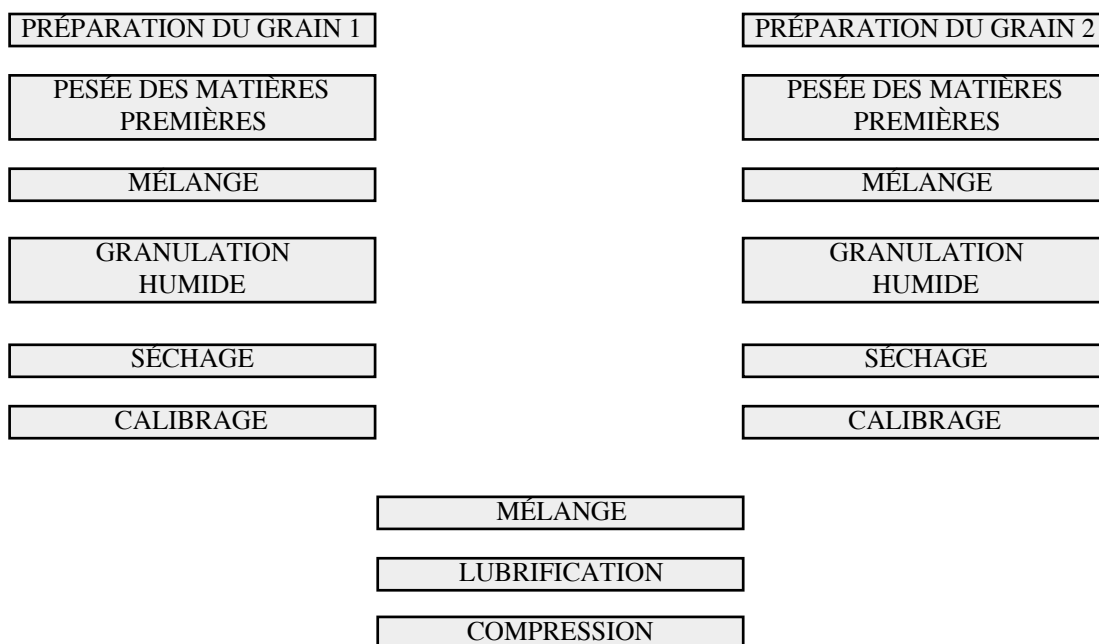 PRÉPARATION DU GRAIN 1
PESÉE DES MATIÈRES
PREMIÈRES
MÉLANGE
GRANULATION
HUMIDE
SÉCHAGE
CALIBRAGE
PRÉPARATION DU GRAIN 2
PESÉE DES MATIÈRES
PREMIÈRES
MÉLANGE
GRANULATION
HUMIDE
SÉCHAGE
CALIBRAGE
MÉLANGE
LUBRIFICATION
COMPRESSION